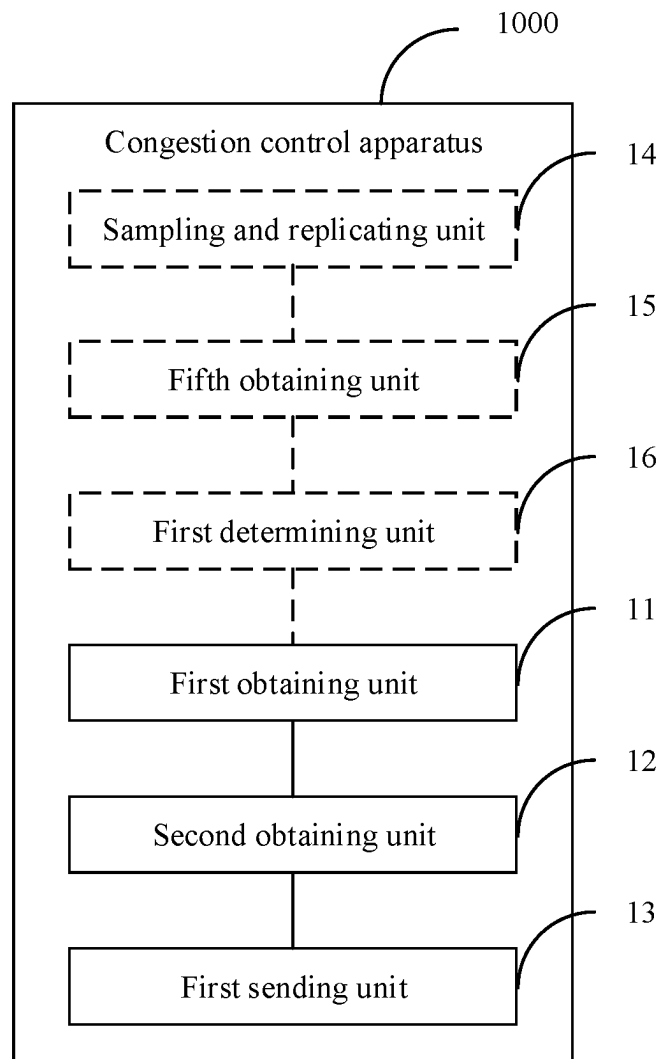 1000
Congestion control apparatus
14
Sampling and replicating unit
15
Fifth obtaining unit
16
First determining unit
11
First obtaining unit
12
Second obtaining unit
13
First sending unit